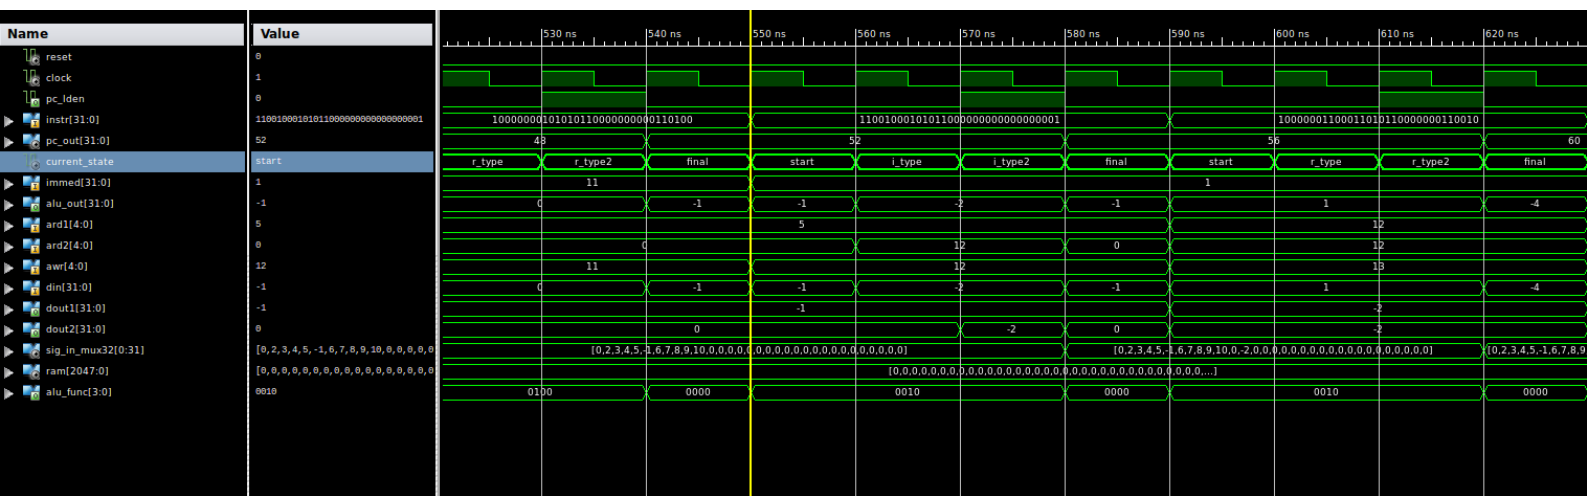 Name Value
530 ns 540 ns 550 ns 560 ns 570 ns 580 ns 590 ns 600 ns 610 ns 620 ns
reset 0
clock 1
pc_lden 0
instr[31:0] 11001000101011000000000000000001 10000000101010110000000000110100 11001000101011000000000000000001 10000001100011010110000000110010
pc_out[31:0] 52 48 52 56 60
current_state start r_type r_type2 final start i_type i_type2 final start r_type r_type2 final
immed[31:0] 1 11 1
alu_out[31:0] -1 0 -1 -1 -2 -1 1 -4
ard1[4:0] 5 5 12
ard2[4:0] 0 0 12 0 12
awr[4:0] 12 11 12 13
din[31:0] -1 0 -1 -1 -2 -1 1 -4
dout1[31:0] -1 -1 -2
dout2[31:0] 0 0 -2 0 -2
sig_in_mux32[0:31] [0,2,3,4,5,-1,6,7,8,9,10,0,0,0,0,0,0 [0,2,3,4,5,-1,6,7,8,9,10,0,0,0,0,0,0,0,0,0,0,0,0,0,0,0,0,0,0,0,0,0] [0,2,3,4,5,-1,6,7,8,9,10,0,-2,0,0,0,0,0,0,0,0,0,0,0,0,0,0,0,0,0,0,0] [0,2,3,4,5,-1,6,7,8,9
ram[2047:0] [0,0,0,0,0,0,0,0,0,0,0,0,0,0,0,0,0,0 [0,0,0,0,0,0,0,0,0,0,0,0,0,0,0,0,0,0,0,0,0,0,0,0,0,0,0,0,0,0,0,0,...]
alu_func[3:0] 0010 0100 0000 0010 0000 0010 0000